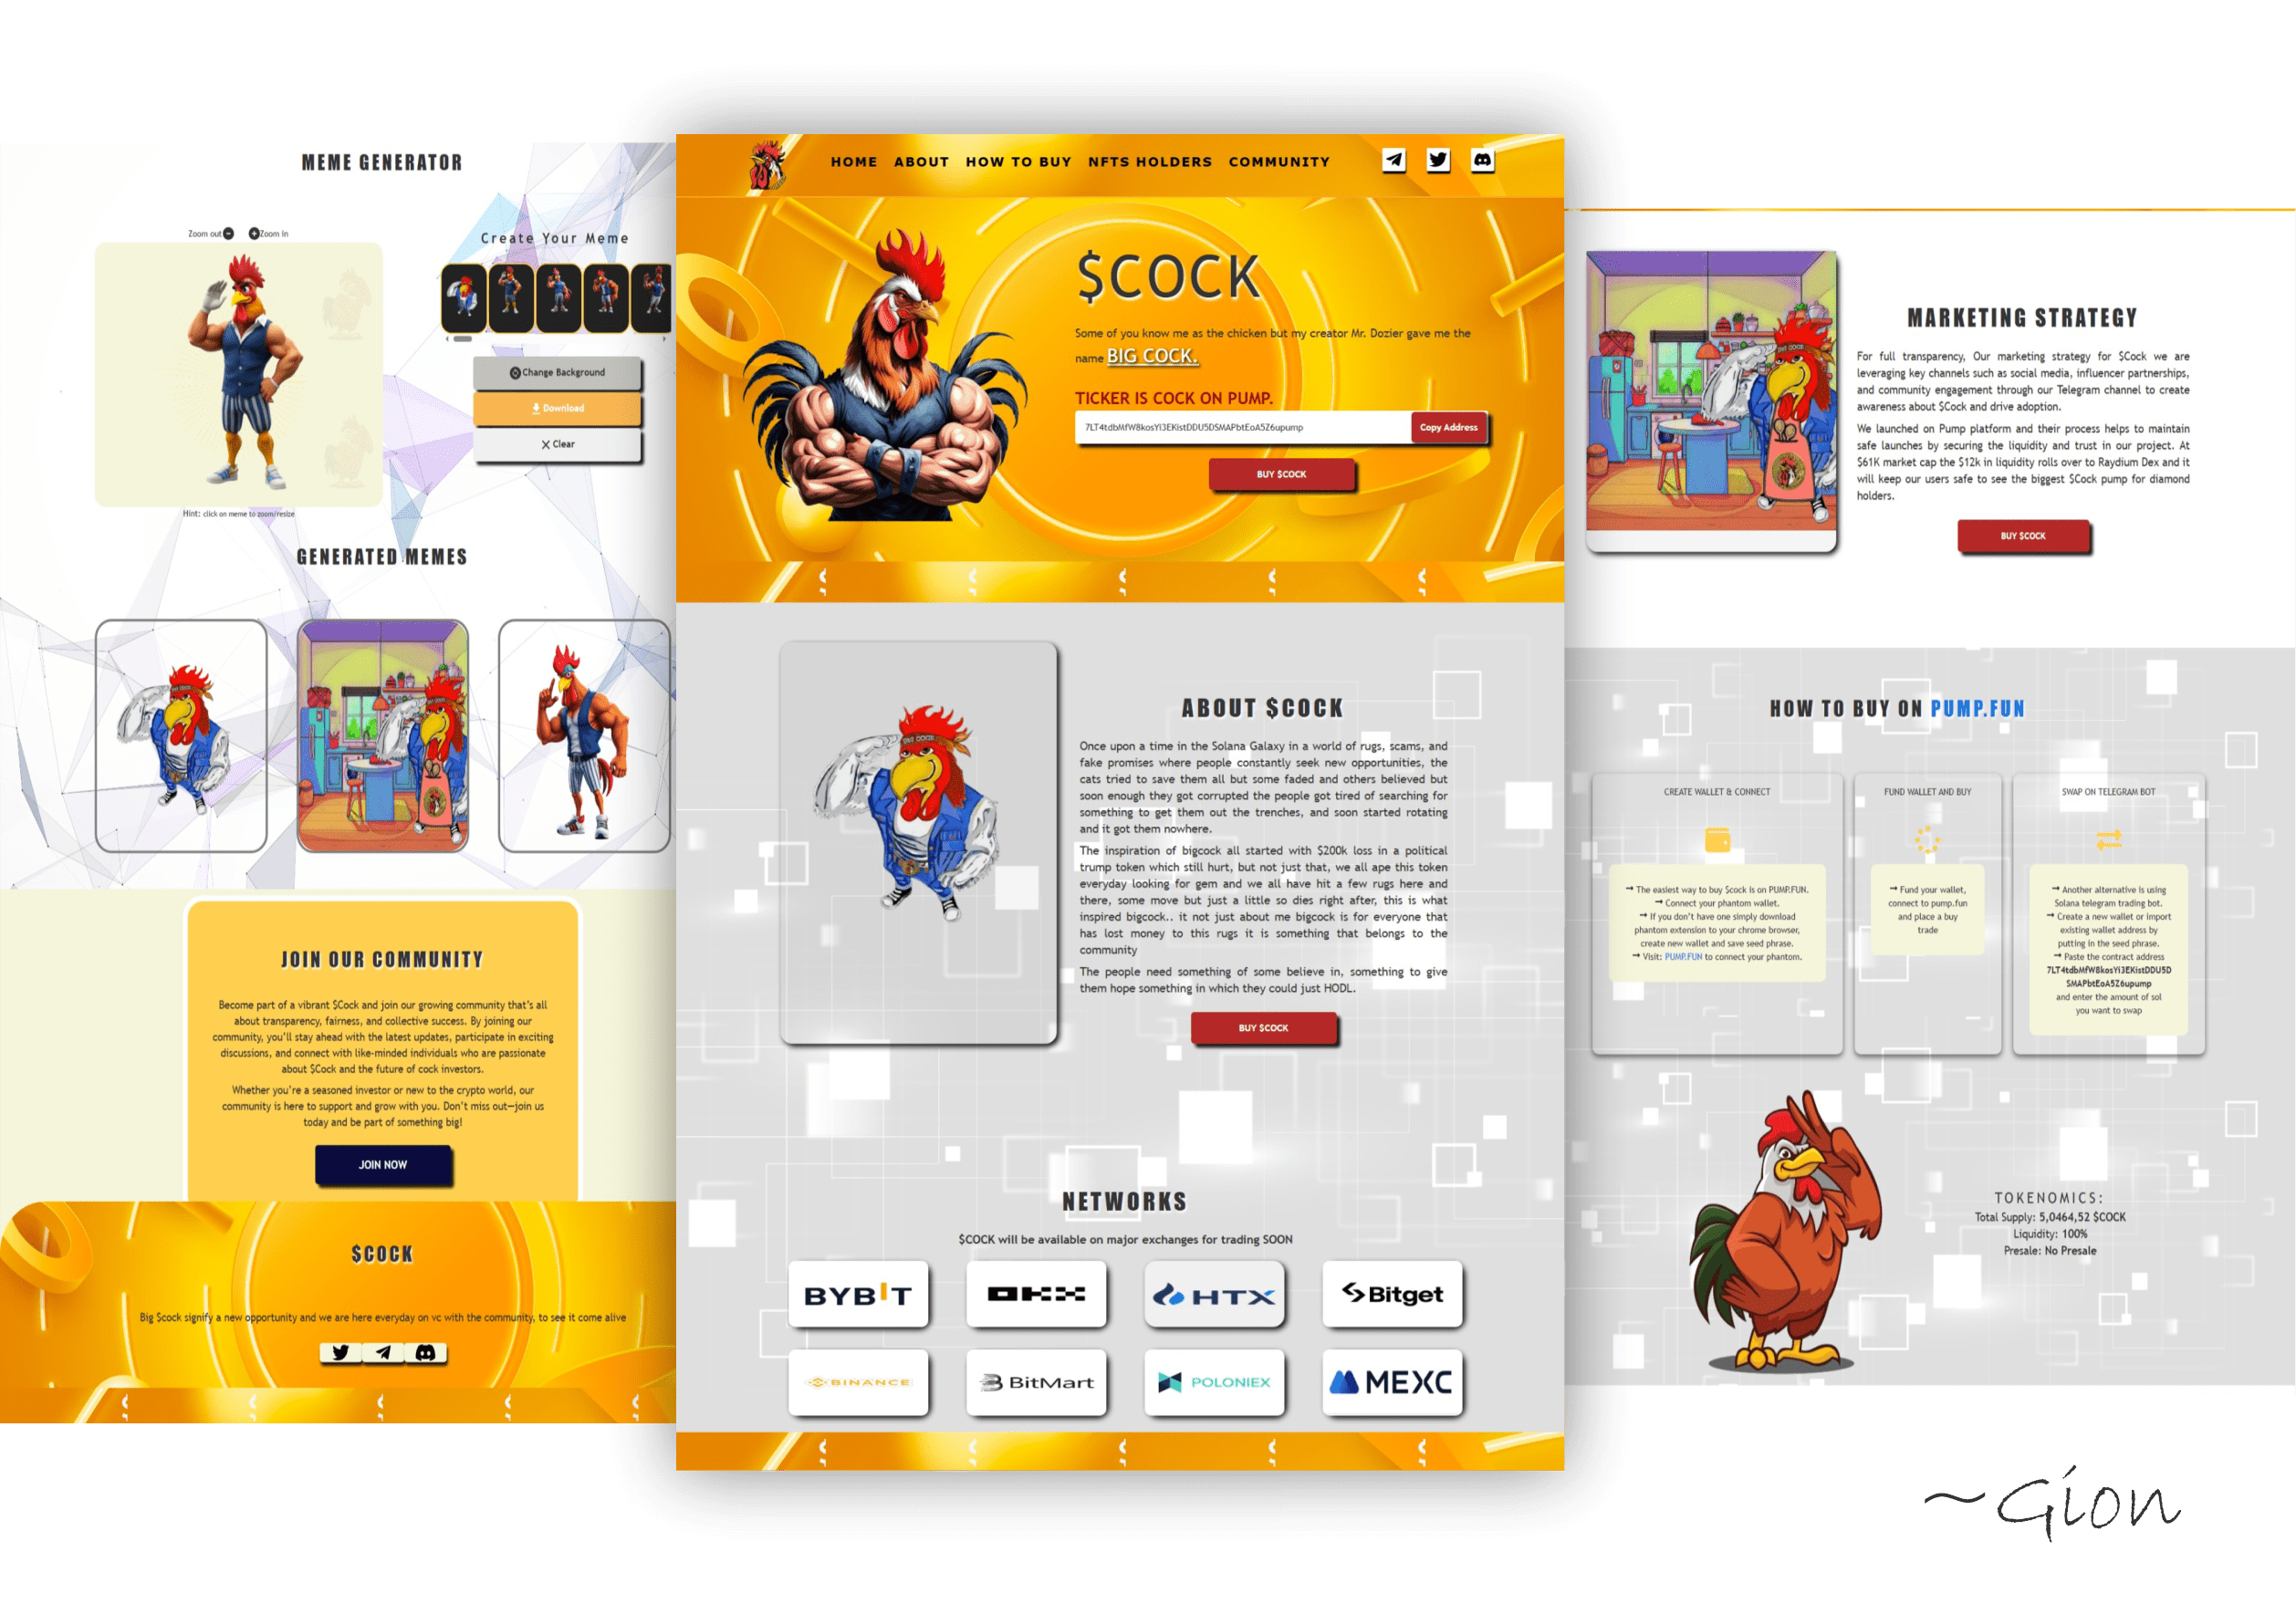 MEME GENERATOR
Zoom out
Zoom in
Create Your Meme
Change Background
Download
Clear
Hint: click on meme to zoom/resize
GENERATED MEMES
JOIN OUR COMMUNITY
Become part of a vibrant $Cock and join our growing community that's all
about transparency, fairness, and collective success. By joining our
community, you'll stay ahead with the latest updates, participate in exciting
discussions, and connect with like-minded individuals who are passionate
about $Cock and the future of cock investors.
Whether you're a seasoned investor or new to the crypto world, our
community is here to support and grow with you. Don't miss out—join us
today and be part of something big!
JOIN NOW
$COCK
Big $cock signify a new opportunity and we are here everyday on vc with the community, to see it come alive
HOME ABOUT HOW TO BUY NFTS HOLDERS COMMUNITY
$COCK
Some of you know me as the chicken but my creator Mr. Dozier gave me the
name BIG COCK.
TICKER IS COCK ON PUMP.
7LT4tdbMfW8kosYi3EKistDDU5DSMAPbtEoA5Z6upump
Copy Address
BUY $COCK
ABOUT $COCK
Once upon a time in the Solana Galaxy in a world of rugs, scams, and
fake promises where people constantly seek new opportunities, the
cats tried to save them all but some faded and others believed but
soon enough they got corrupted the people got tired of searching for
something to get them out the trenches, and soon started rotating
and it got them nowhere.
The inspiration of bigcock all started with $200k loss in a political
trump token which still hurt, but not just that, we all ape this token
everyday looking for gem and we all have hit a few rugs here and
there, some move but just a little so dies right after, this is what
inspired bigcock.. it not just about me bigcock is for everyone that
has lost money to this rugs it is something that belongs to the
community
The people need something of some believe in, something to give
them hope something in which they could just HODL.
BUY $COCK
NETWORKS
$COCK will be available on major exchanges for trading SOON
BYBIT
OKX
HTX
Bitget
BINANCE
BitMart
POLONIEX
MEXC
MARKETING STRATEGY
For full transparency, Our marketing strategy for $Cock we are
leveraging key channels such as social media, influencer partnerships,
and community engagement through our Telegram channel to create
awareness about $Cock and drive adoption.
We launched on Pump platform and their process helps to maintain
safe launches by securing the liquidity and trust in our project. At
$61K market cap the $12k in liquidity rolls over to Raydium Dex and it
will keep our users safe to see the biggest $Cock pump for diamond
holders.
BUY $COCK
HOW TO BUY ON PUMP.FUN
CREATE WALLET & CONNECT
➞ The easiest way to buy $cock is on PUMP.FUN.
➞ Connect your phantom wallet.
➞ If you don't have one simply download
phantom extension to your chrome browser,
create new wallet and save seed phrase.
➞ Visit: PUMP.FUN to connect your phantom.
FUND WALLET AND BUY
➞ Fund your wallet,
connect to pump.fun
and place a buy
trade
SWAP ON TELEGRAM BOT
➞ Another alternative is using
Solana telegram trading bot.
➞ Create a new wallet or import
existing wallet address by
putting in the seed phrase.
➞ Paste the contract address
7LT4tdbMfW8kosYi3EKistDDU5D
SMAPbtEoA5Z6upump
and enter the amount of sol
you want to swap
TOKENOMICS:
Total Supply: 5,0464,52 $COCK
Liquidity: 100%
Presale: No Presale
~Gion